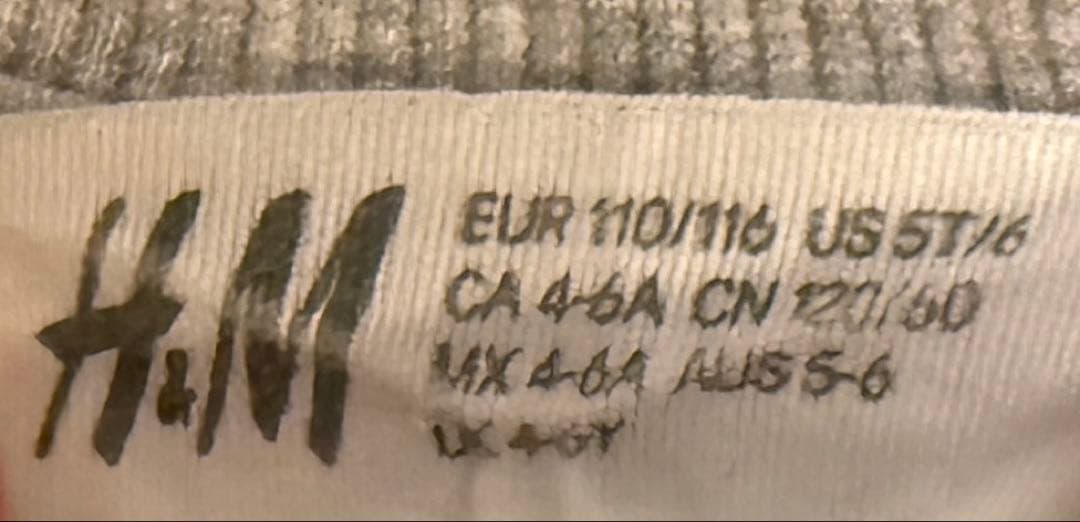 H&M
EUR 110/116 US 5T/6
CA 4-6A CN 120/60
MX 4-6A AUS 5-6
UK 4-6Y